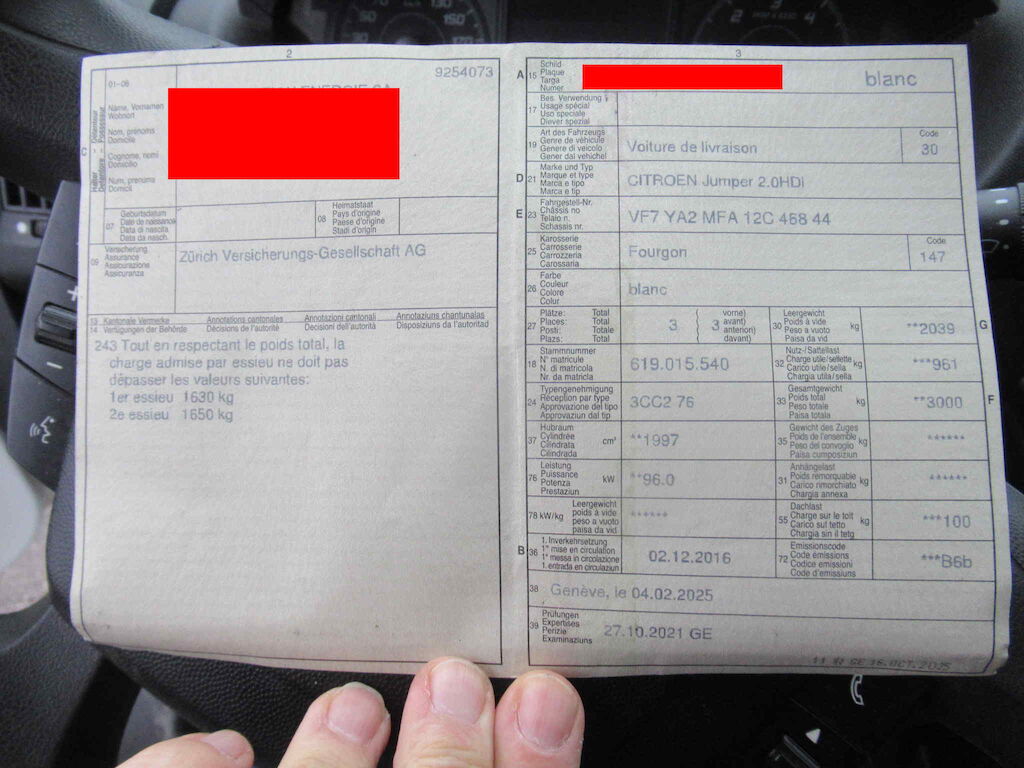 2
9254073
01-06
Name, Vornamen
Wohnort
Nom, prénoms
Domicile
Cognome, nomi
Domicilio
Num, prenums
Domicil
C
07
Geburtsdatum
Date de naissance
Data di nascita
Data da nasch.
08
Heimatstaat
Pays d'origine
Paese d'origine
Stadi d'origin
09
Versicherung
Assurance
Assicurazione
Assicuranza
Zürich Versicherungs-Gesellschaft AG
13 Kantonale Vermerke Annotations cantonales Annotazioni cantonali Annotaziuns chantunalas
14 Verfügungen der Behörde Décisions de l'autorité Decisioni dell'autorità Disposiziuns da l'autoritad
243 Tout en respectant le poids total, la
charge admise par essieu ne doit pas
dépasser les valeurs suivantes:
1er essieu 1630 kg
2e essieu 1650 kg
3
A 15
Schild
Plaque
Targa
Numer
blanc
17
Bes. Verwendung
Usage spécial
Uso speciale
Diever spezial
19
Art des Fahrzeugs
Genre de véhicule
Genere di veicolo
Gener dal vehichel
Voiture de livraison
Code
30
D 21
Marke und Typ
Marque et type
Marca e tipo
Marca e tip
CITROEN Jumper 2.0HDi
E 23
Fahrgestell-Nr.
Châssis no
Telaio n.
Schassis nr.
VF7 YA2 MFA 12C 468 44
25
Karosserie
Carrosserie
Carrozzeria
Carossaria
Fourgon
Code
147
26
Farbe
Couleur
Colore
Colur
blanc
27
Plätze: Total
Places: Total
Posti: Totale
Plazs: Total
3
3
vorne)
avant)
anteriori)
davant)
30
Leergewicht
Poids à vide
Peso a vuoto
Paisa da vid
kg
**2039
G
18
Stammnummer
N° matricule
N. di matricola
Nr. da matricla
619.015.540
32
Nutz-/Sattellast
Charge utile/sellette
Carico utile/sella
Chargia utila/sella
kg
**961
24
Typengenehmigung
Réception par type
Approvazione del tipo
Approvaziun dal tip
3CC2 76
33
Gesamtgewicht
Poids total
Peso totale
Paisa totala
kg
**3000
F
37
Hubraum
Cylindrée
Cilindrata
Cilindrada
cm³
**1997
35
Gewicht des Zuges
Poids de l'ensemble
Peso del convoglio
Paisa cumposiziun
kg
******
76
Leistung
Puissance
Potenza
Prestaziun
kW
**96.0
31
Anhängelast
Poids remorquable
Carico rimorchiato
Chargia annexa
kg
******
78 kW/kg
Leergewicht
poids à vide
peso a vuoto
paisa da vid
******
55
Dachlast
Charge sur le toit
Carico sul tetto
Chargia sin il tetg
kg
***100
B 36
1. Inverkehrsetzung
1re mise en circulation
1a messa in circolazione
1. entrada en circulaziun
02.12.2016
72
Emissionscode
Code émissions
Codice emissioni
Code d'emissiuns
***B6b
38
Genève, le 04.02.2025
39
Prüfungen
Expertises
Perizie
Examinaziuns
27.10.2021 GE
16.OCT.2025